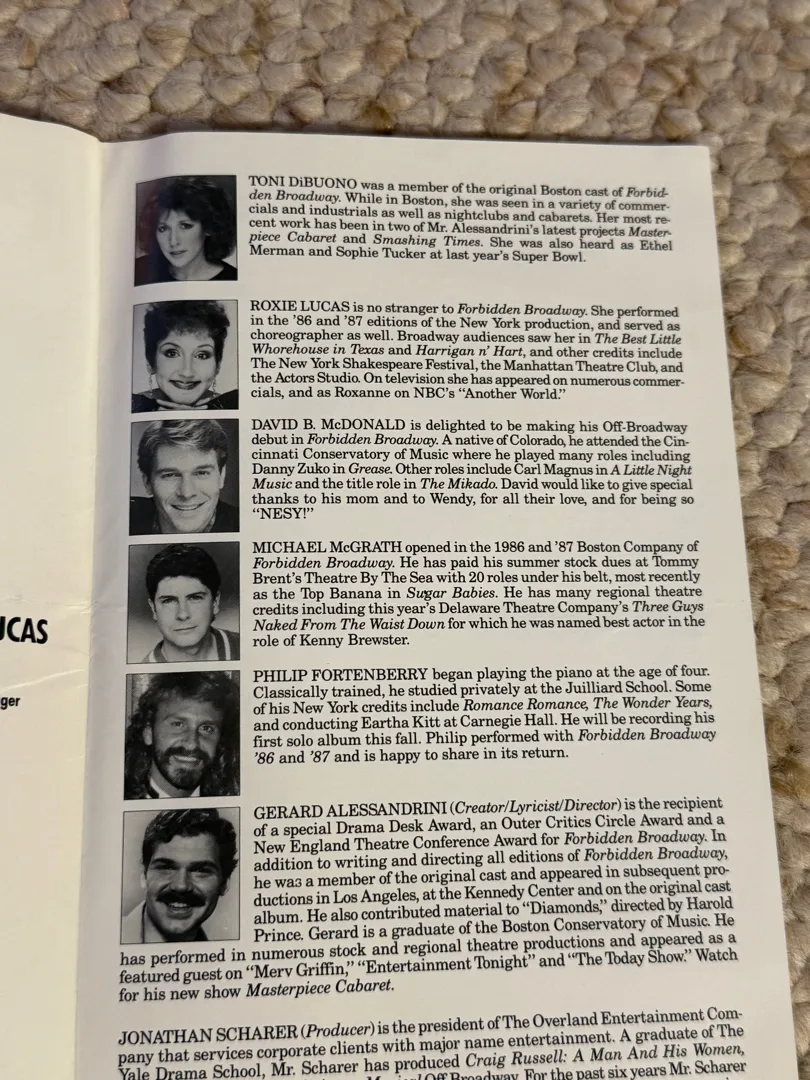 UCAS
ger
TONI DiBUONO was a member of the original Boston cast of Forbid-
den Broadway. While in Boston, she was seen in a variety of commer-
cials and industrials as well as nightclubs and cabarets. Her most re-
cent work has been in two of Mr. Alessandrini's latest projects Master-
piece Cabaret and Smashing Times. She was also heard as Ethel
Merman and Sophie Tucker at last year's Super Bowl.
ROXIE LUCAS is no stranger to Forbidden Broadway. She performed
in the '86 and '87 editions of the New York production, and served as
choreographer as well. Broadway audiences saw her in The Best Little
Whorehouse in Texas and Harrigan n' Hart, and other credits include
The New York Shakespeare Festival, the Manhattan Theatre Club, and
the Actors Studio. On television she has appeared on numerous commer-
cials, and as Roxanne on NBC's "Another World."
DAVID B. McDONALD is delighted to be making his Off-Broadway
debut in Forbidden Broadway. A native of Colorado, he attended the Cin-
cinnati Conservatory of Music where he played many roles including
Danny Zuko in Grease. Other roles include Carl Magnus in A Little Night
Music and the title role in The Mikado. David would like to give special
thanks to his mom and to Wendy, for all their love, and for being so
"NESY!"
MICHAEL McGRATH opened in the 1986 and '87 Boston Company of
Forbidden Broadway. He has paid his summer stock dues at Tommy
Brent's Theatre By The Sea with 20 roles under his belt, most recently
as the Top Banana in Sugar Babies. He has many regional theatre
credits including this year's Delaware Theatre Company's Three Guys
Naked From The Waist Down for which he was named best actor in the
role of Kenny Brewster.
PHILIP FORTENBERRY began playing the piano at the age of four.
Classically trained, he studied privately at the Juilliard School. Some
of his New York credits include Romance Romance, The Wonder Years,
and conducting Eartha Kitt at Carnegie Hall. He will be recording his
first solo album this fall. Philip performed with Forbidden Broadway
'86 and '87 and is happy to share in its return.
GERARD ALESSANDRINI (Creator/Lyricist/Director) is the recipient
of a special Drama Desk Award, an Outer Critics Circle Award and a
New England Theatre Conference Award for Forbidden Broadway. In
addition to writing and directing all editions of Forbidden Broadway,
he was a member of the original cast and appeared in subsequent pro-
ductions in Los Angeles, at the Kennedy Center and on the original cast
album. He also contributed material to "Diamonds," directed by Harold
Prince. Gerard is a graduate of the Boston Conservatory of Music. He
has performed in numerous stock and regional theatre productions and appeared as a
featured guest on "Merv Griffin," "Entertainment Tonight" and "The Today Show." Watch
for his new show Masterpiece Cabaret.
JONATHAN SCHARER (Producer) is the president of The Overland Entertainment Com-
pany that services corporate clients with major name entertainment. A graduate of The
Yale Drama School, Mr. Scharer has produced Craig Russell: A Man And His Women,
Musical Off Broadway. For the past six years Mr. Scharer